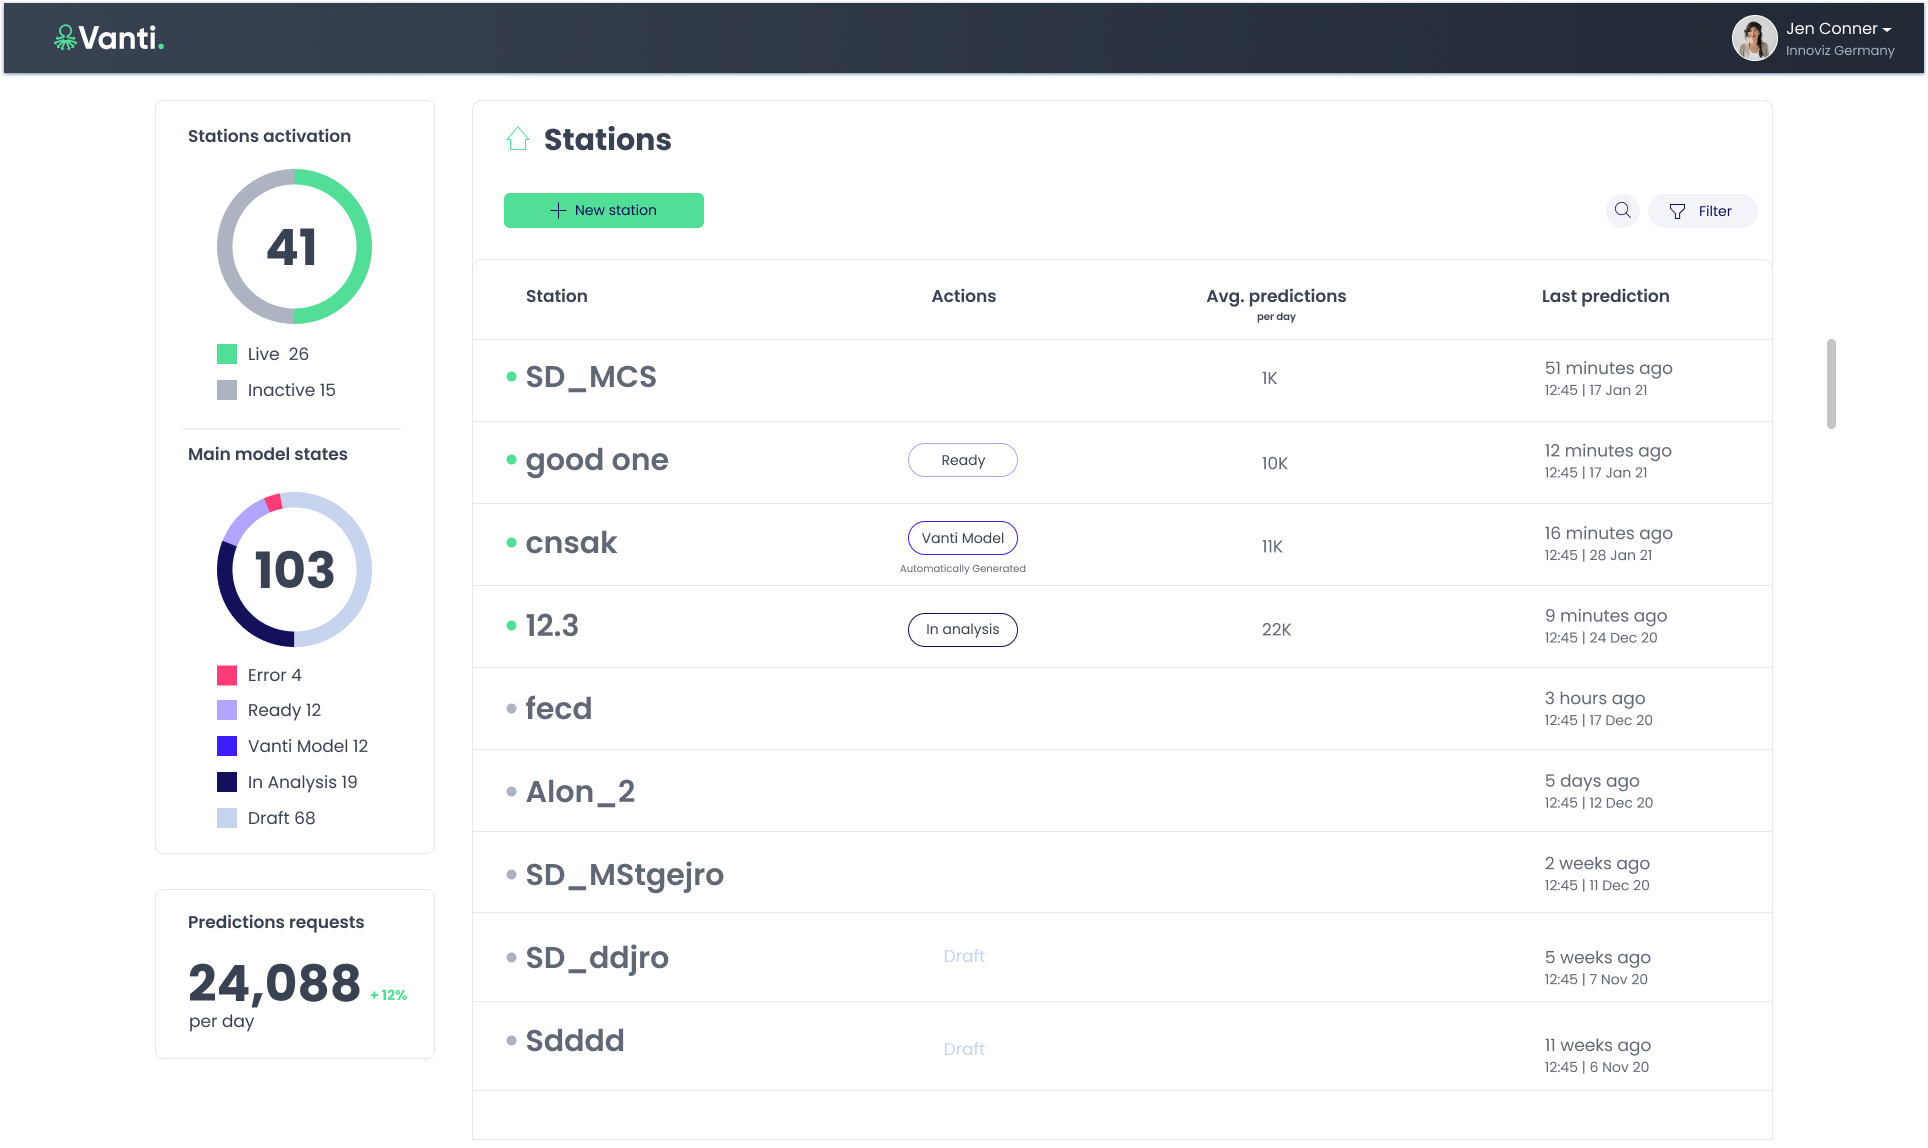 Vanti.
Jen Conner
Innoviz Germany
Stations activation
41
Live 26
Inactive 15
Main model states
103
Error 4
Ready 12
Vanti Model 12
In Analysis 19
Draft 68
Predictions requests
24,088 + 12%
per day
Stations
New station
Filter
Station Actions Avg. predictions Last prediction
per day
SD_MCS 1K 51 minutes ago
12:45 | 17 Jan 21
good one Ready 10K 12 minutes ago
12:45 | 17 Jan 21
cnsak Vanti Model 11K 16 minutes ago
Automatically Generated 12:45 | 28 Jan 21
12.3 In analysis 22K 9 minutes ago
12:45 | 24 Dec 20
fecd 3 hours ago
12:45 | 17 Dec 20
Alon_2 5 days ago
12:45 | 12 Dec 20
SD_MStgejro 2 weeks ago
12:45 | 11 Dec 20
SD_ddjro Draft 5 weeks ago
12:45 | 7 Nov 20
Sdddd Draft 11 weeks ago
12:45 | 6 Nov 20